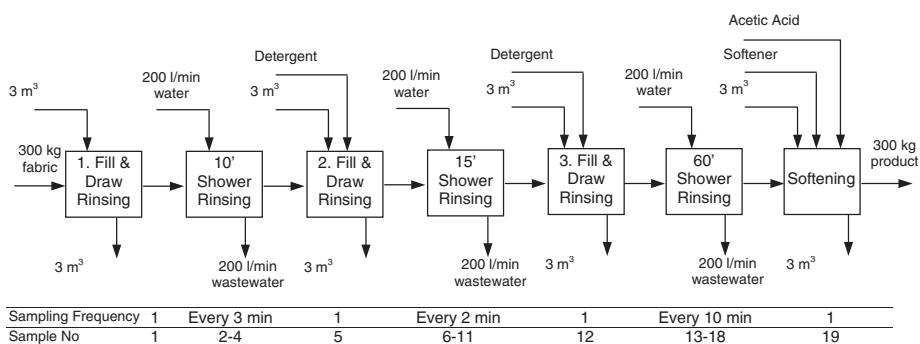 Acetic Acid
Softener
Detergent
Detergent
3 m³
200 l/min
water
3 m³
200 l/min
water
3 m³
200 l/min
water
3 m³
300 kg
fabric
1. Fill &
Draw
Rinsing
10'
Shower
Rinsing
2. Fill &
Draw
Rinsing
15'
Shower
Rinsing
3. Fill &
Draw
Rinsing
60'
Shower
Rinsing
Softening
300 kg
product
3 m³
200 l/min
wastewater
3 m³
200 l/min
wastewater
3 m³
200 l/min
wastewater
3 m³
Sampling Frequency 1 Every 3 min 1 Every 2 min 1 Every 10 min 1
Sample No 1 2-4 5 6-11 12 13-18 19